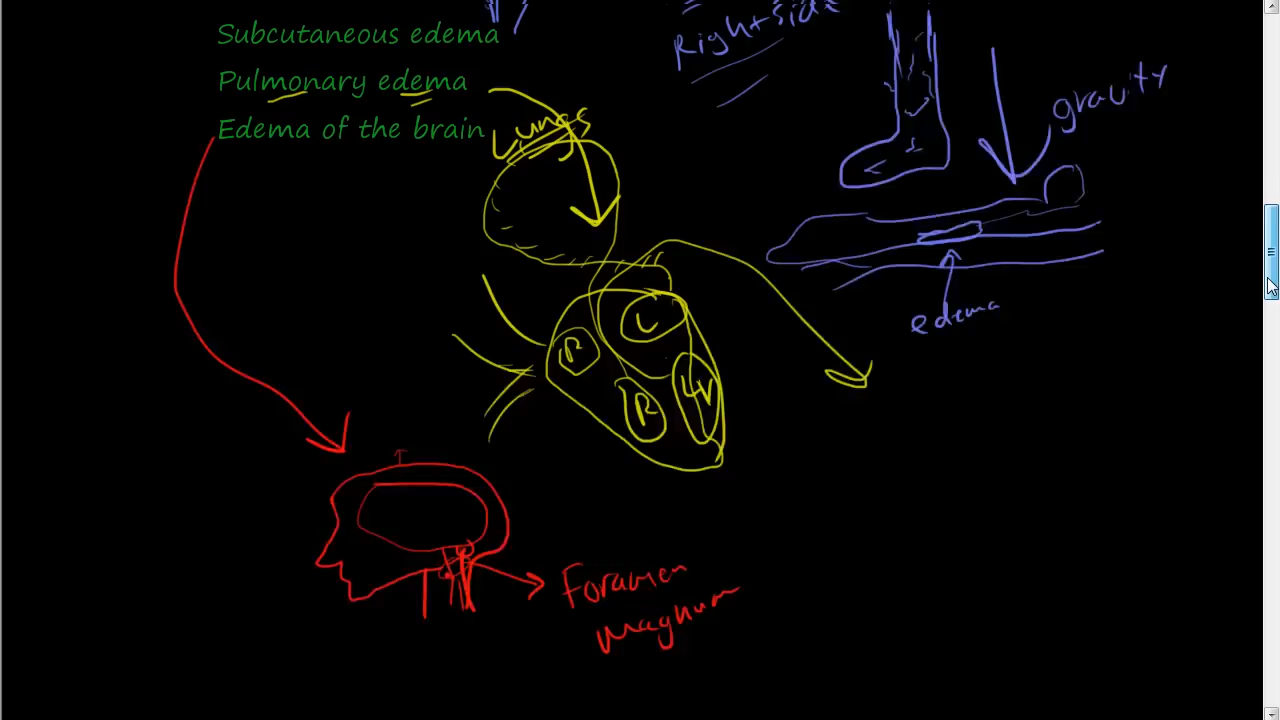 Subcutaneous edema
Pulmonary edema
Edema of the brain
Lungs
Right side
gravity
edema
L
R
R
LV
Foramen
magnum